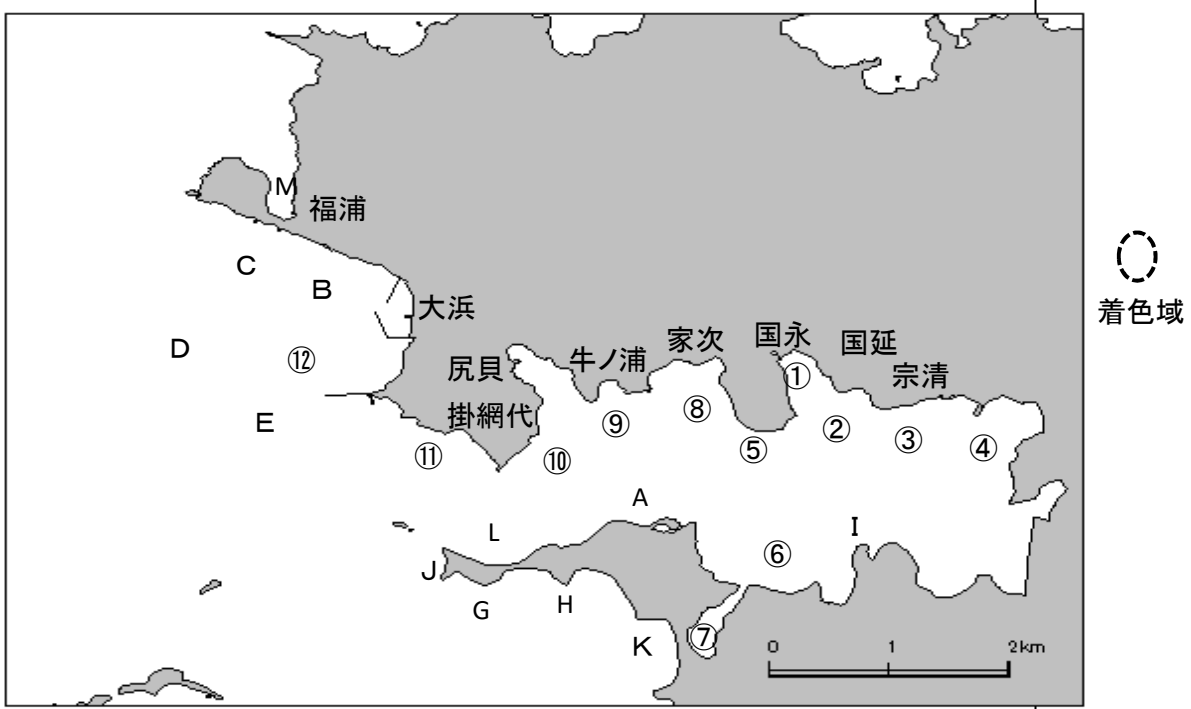 M
福浦
C
B
大浜
着色域
D
⑫
尻貝
牛ノ浦
家次
国永
国延
宗清
①
掛網代
E
⑨
⑧
②
③
④
⑪
⑩
⑤
A
L
I
⑥
J
G
H
K
⑦
0 1 2km